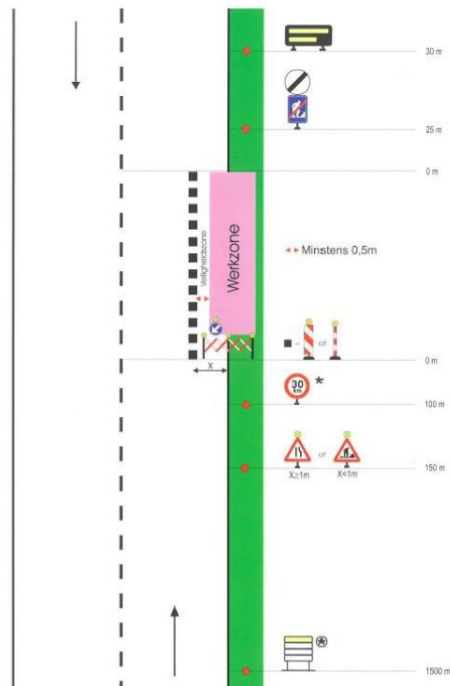 30 m
25 m
0 m
Veiligheidszone
Werkzone
Minstens 0,5m
of
0 m
X
30
km
*
100 m
of
150 m
X≥1m
X<1m
1500 m